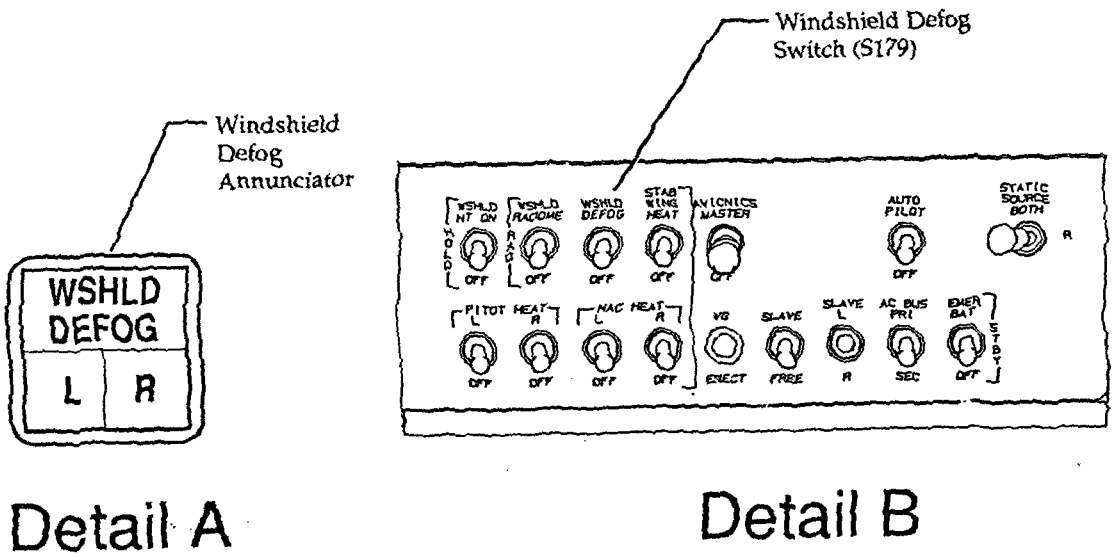 Windshield Defog
Switch (S179)
Windshield
Defog
Annunciator
WSHLD
DEFOG
L R
WSHLD
HT ON
HOLD
OFF
WSHLD
RADOME
RAD
OFF
WSHLD
DEFOG
OFF
STAB
WING
HEAT
OFF
AVIONICS
MASTER
OFF
AUTO
PILOT
OFF
STATIC
SOURCE
BOTH
R
PITOT HEAT
L R
OFF OFF
NAC HEAT
L R
OFF OFF
VG
ERECT
SLAVE
FREE
SLAVE
L
R
AC BUS
PRI
SEC
EMER
BAT
OFF
STBY
Detail A
Detail B